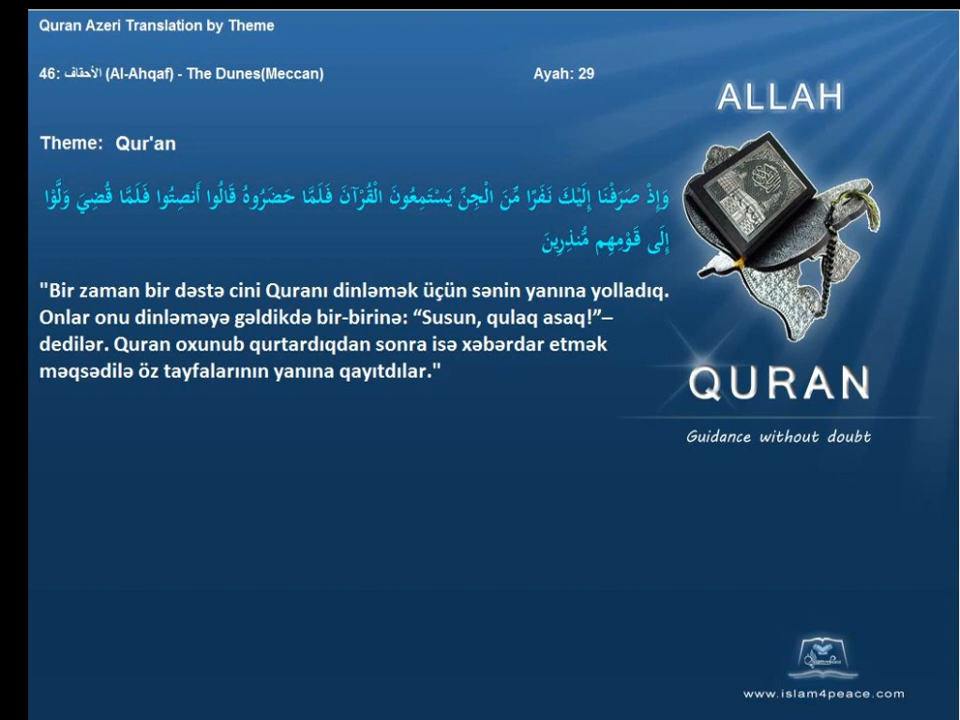 Quran Azeri Translation by Theme
46: الأحقاف (Al-Ahqaf) - The Dunes(Meccan) Ayah: 29
Theme: Qur'an
وَإِذْ صَرَفْنَا إِلَيْكَ نَفَرًا مِّنَ الْجِنِّ يَسْتَمِعُونَ الْقُرْآنَ فَلَمَّا حَضَرُوهُ قَالُوا أَنصِتُوا فَلَمَّا قُضِيَ وَلَّوْا
إِلَى قَوْمِهِم مُّنذِرِينَ
"Bir zaman bir dəstə cini Quranı dinləmək üçün sənin yanına yolladıq.
Onlar onu dinləməyə gəldikdə bir-birinə: “Susun, qulaq asaq!”–
dedilər. Quran oxunub qurtardıqdan sonra isə xəbərdar etmək
məqsədilə öz tayfalarının yanına qayıtdılar."
ALLAH
QURAN
Guidance without doubt
www.islam4peace.com